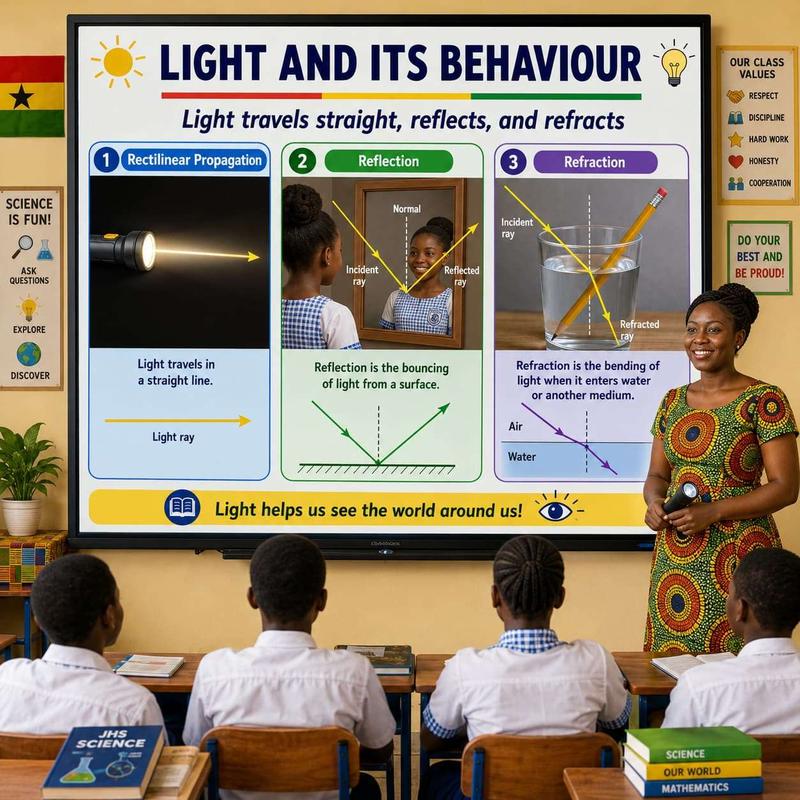 LIGHT AND ITS BEHAVIOUR
Light travels straight, reflects, and refracts
1 Rectilinear Propagation
Light travels in
a straight line.
Light ray
2 Reflection
Normal
Incident
ray
Reflected
ray
Reflection is the bouncing
of light from a surface.
3 Refraction
Incident
ray
Refracted
ray
Refraction is the bending of
light when it enters water
or another medium.
Air
Water
Light helps us see the world around us!
SCIENCE
IS FUN!
ASK
QUESTIONS
EXPLORE
DISCOVER
OUR CLASS
VALUES
RESPECT
DISCIPLINE
HARD WORK
HONESTY
COOPERATION
DO YOUR
BEST AND
BE PROUD!
JHS
SCIENCE
SCIENCE
OUR WORLD
MATHEMATICS